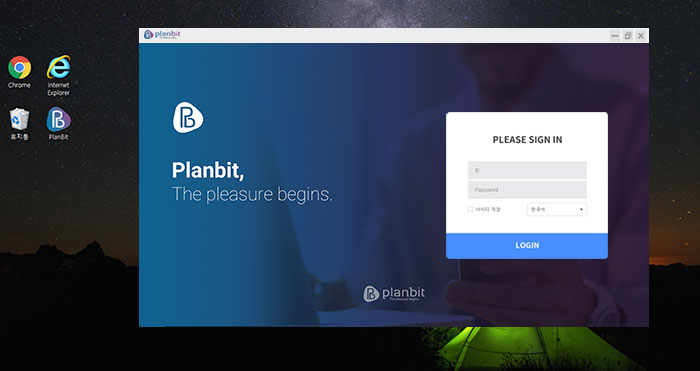 planbit
Chrome
Internet
Explorer
휴지통
PlanBit
Planbit,
The pleasure begins.
PLEASE SIGN IN
ID
Password
아이디 저장
한국어
LOGIN
planbit
The pleasure begins